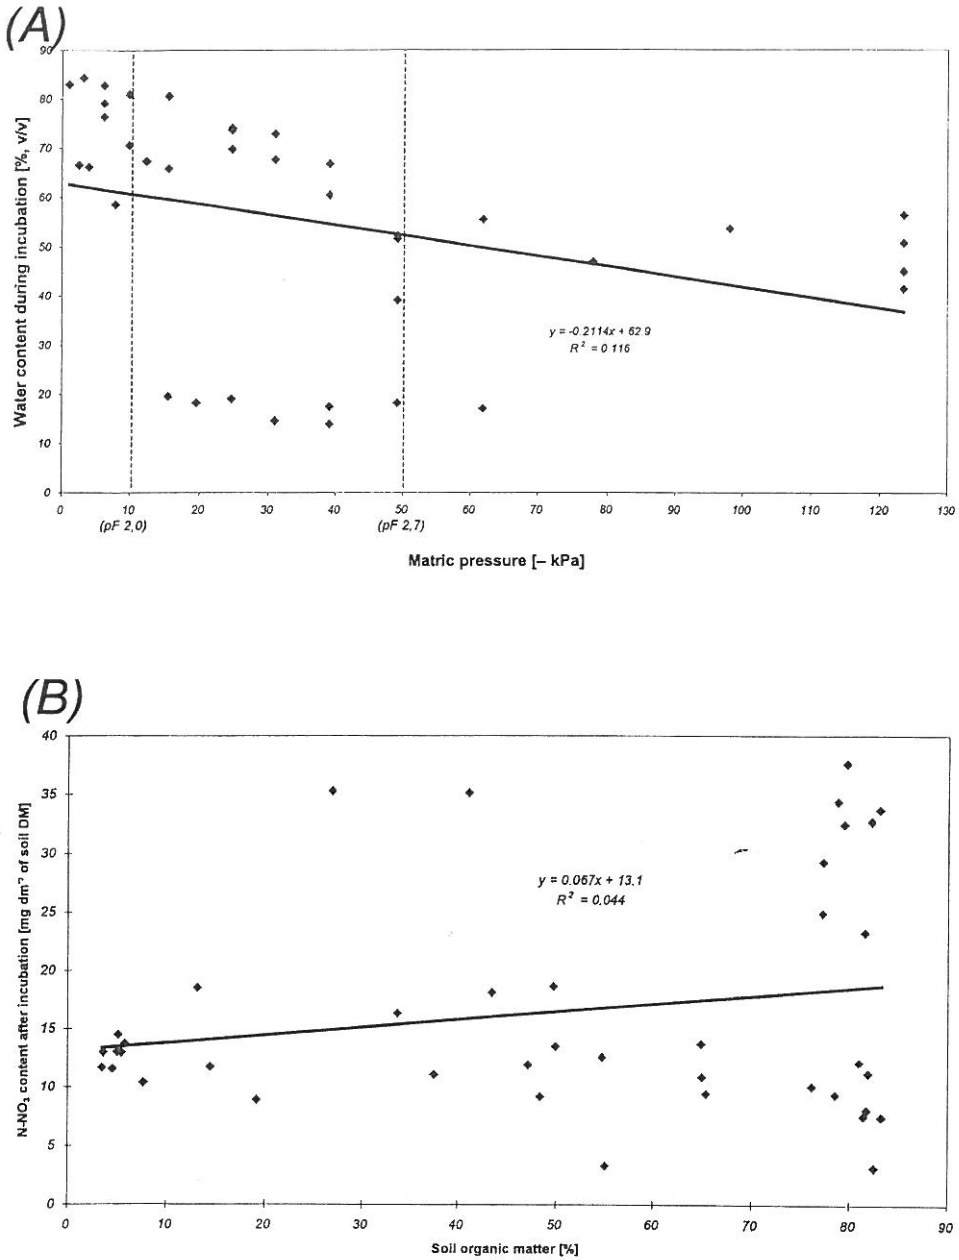 (A)
90
80
70
60
50
40
30
20
10
0
Water content during incubation [%, v/v]
y = -0.2114x + 62.9
R² = 0.116
0 10 20 30 40 50 60 70 80 90 100 110 120 130
(pF 2,0) (pF 2,7)
Matric pressure [– kPa]
(B)
40
35
30
25
20
15
10
5
0
N-NO₃ content after incubation [mg dm⁻³ of soil DM]
y = 0.067x + 13.1
R² = 0.044
0 10 20 30 40 50 60 70 80 90
Soil organic matter [%]